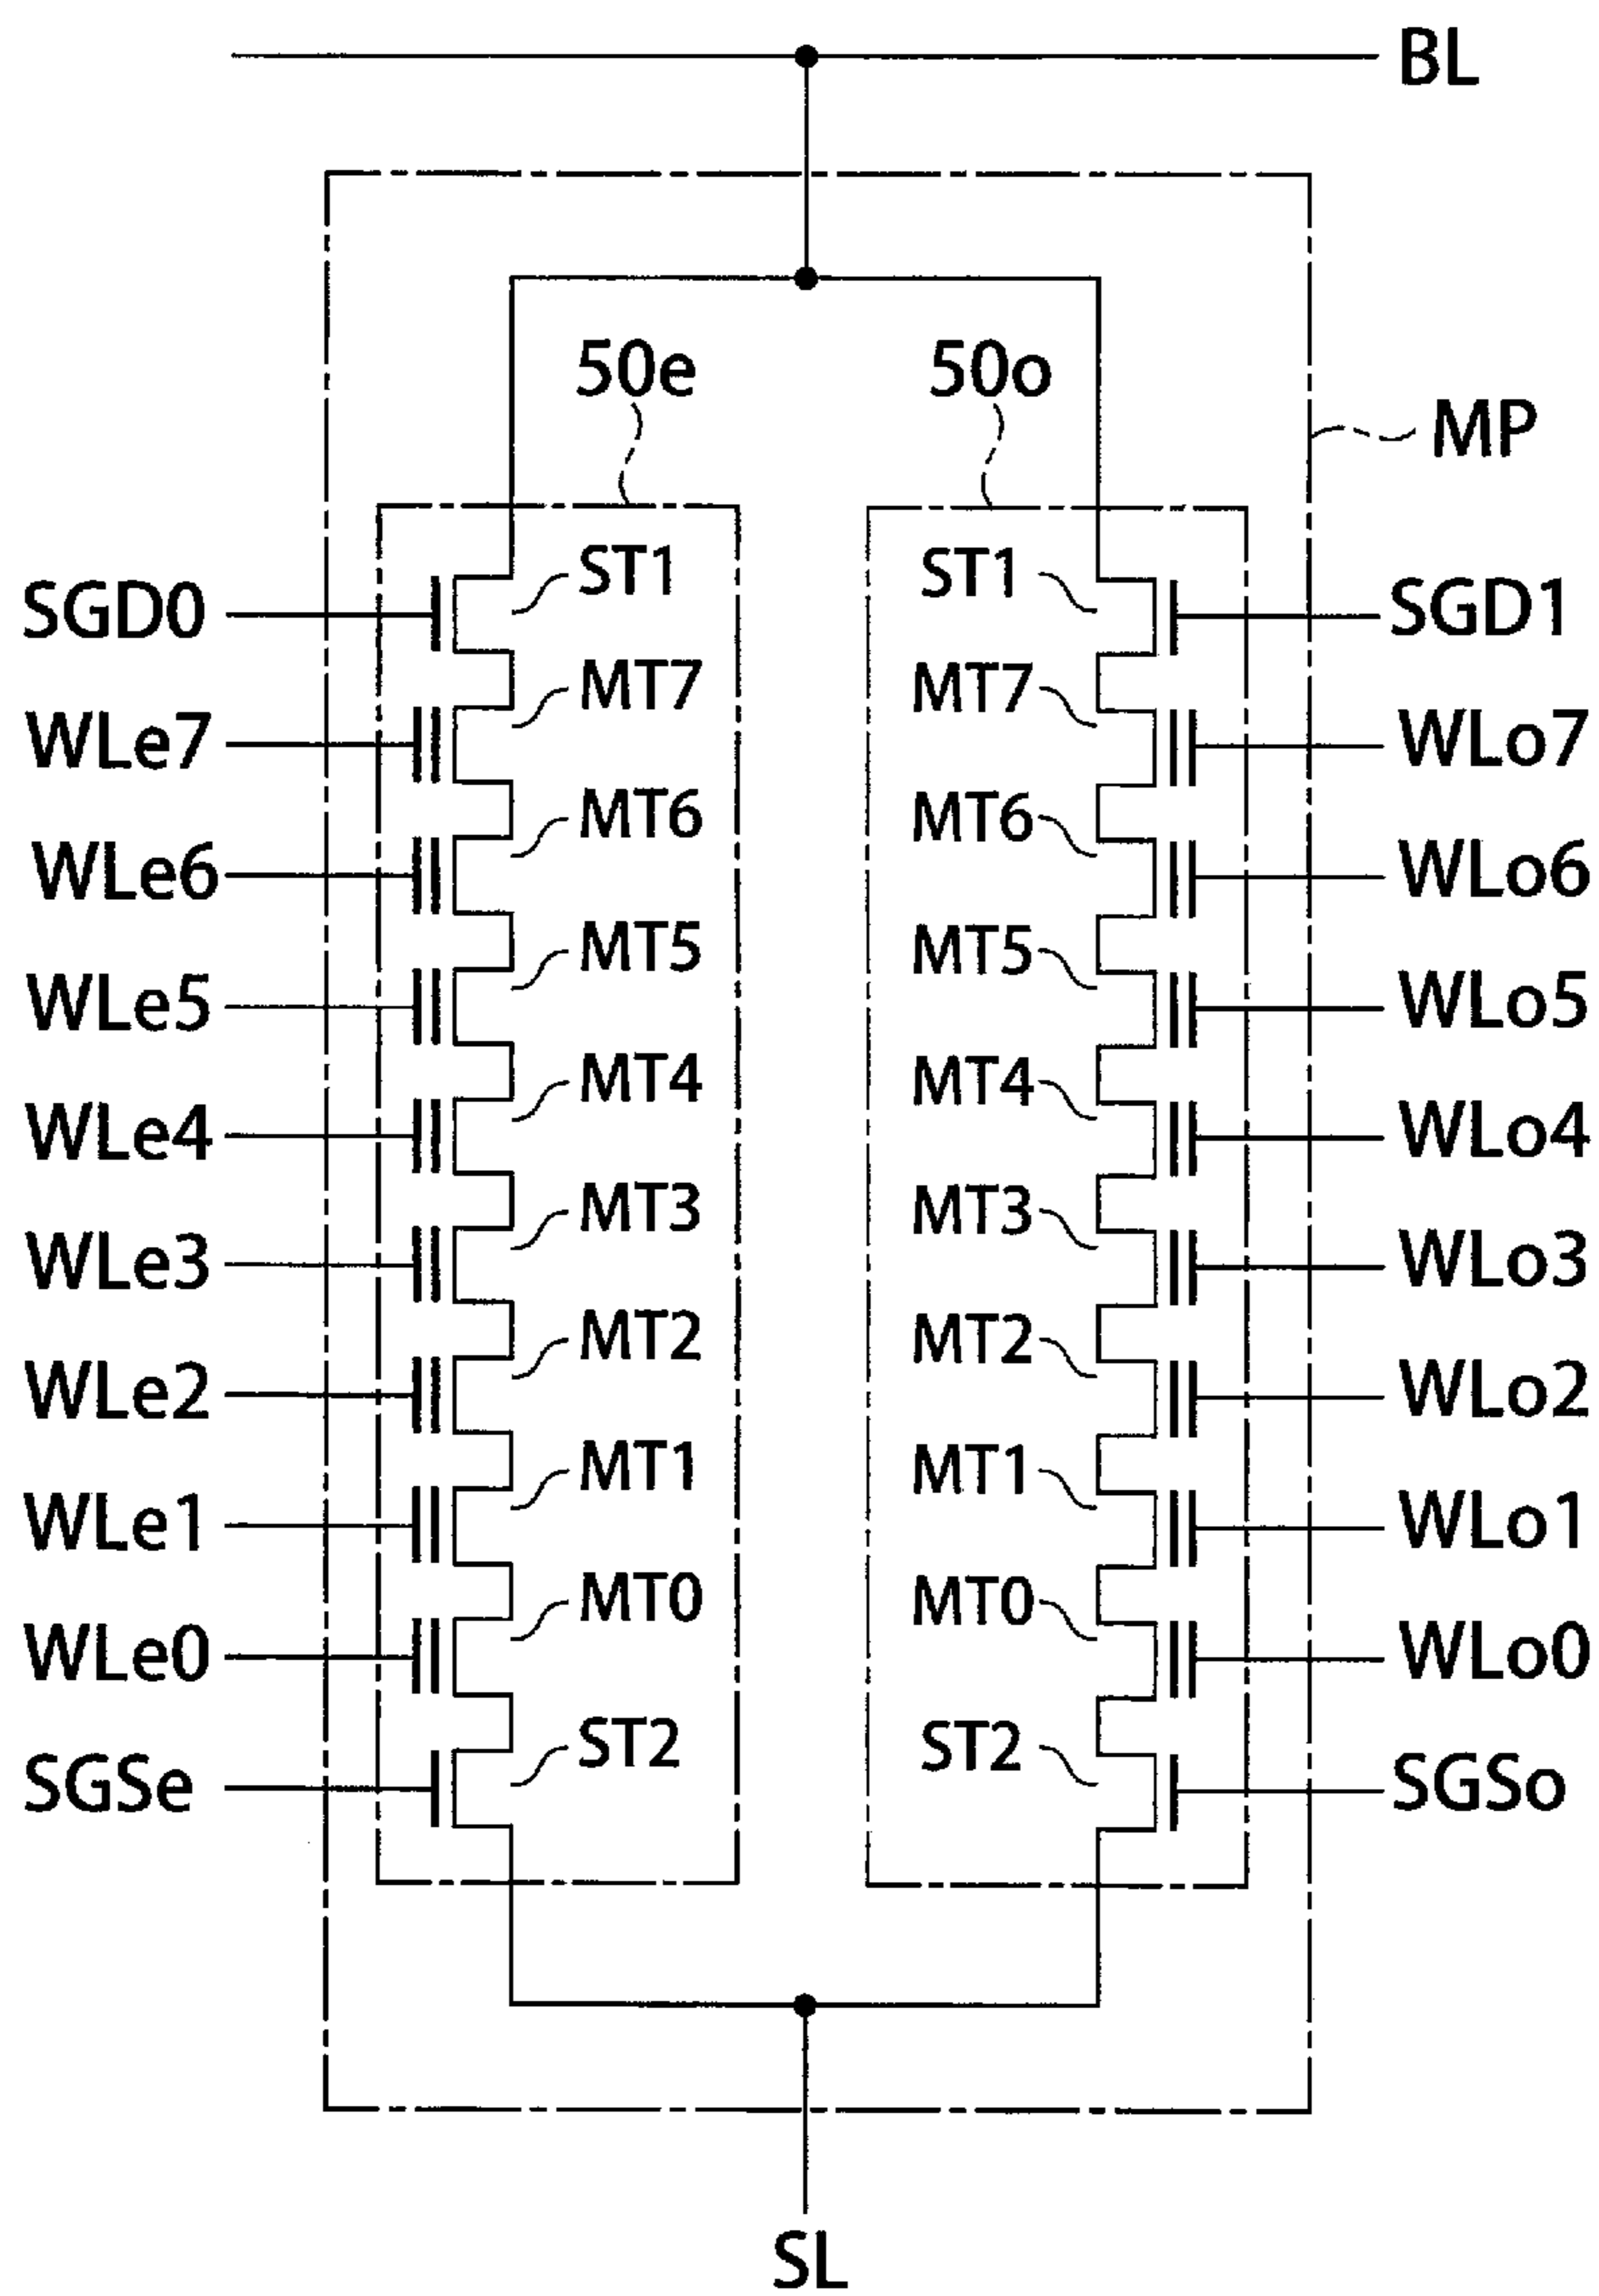 BL
50e 50o
MP
ST1 ST1
SGD0 SGD1
MT7 MT7
WLe7 WLo7
MT6 MT6
WLe6 WLo6
MT5 MT5
WLe5 WLo5
MT4 MT4
WLe4 WLo4
MT3 MT3
WLe3 WLo3
MT2 MT2
WLe2 WLo2
MT1 MT1
WLe1 WLo1
MT0 MT0
WLe0 WLo0
ST2 ST2
SGSe SGSo
SL